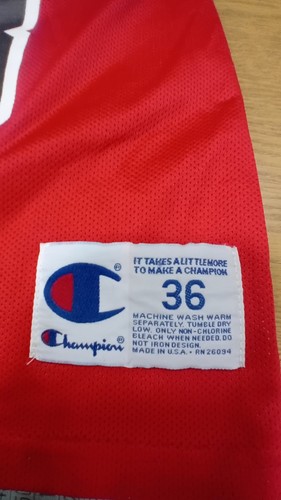 IT TAKES A LITTLE MORE
TO MAKE A CHAMPION
®
36
MACHINE WASH WARM
SEPARATELY, TUMBLE DRY
LOW. ONLY NON-CHLORINE
BLEACH WHEN NEEDED. DO
NOT IRON DESIGN.
MADE IN U.S.A. • RN 26094
Champion®